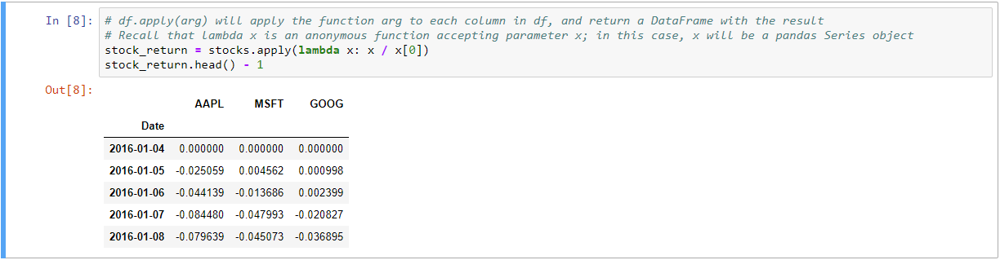 In [8]: # df.apply(arg) will apply the function arg to each column in df, and return a DataFrame with the result
# Recall that lambda x is an anonymous function accepting parameter x; in this case, x will be a pandas Series object
stock_return = stocks.apply(lambda x: x / x[0])
stock_return.head() - 1
Out[8]:
AAPL MSFT GOOG
Date
2016-01-04 0.000000 0.000000 0.000000
2016-01-05 -0.025059 0.004562 0.000998
2016-01-06 -0.044139 -0.013686 0.002399
2016-01-07 -0.084480 -0.047993 -0.020827
2016-01-08 -0.079639 -0.045073 -0.036895